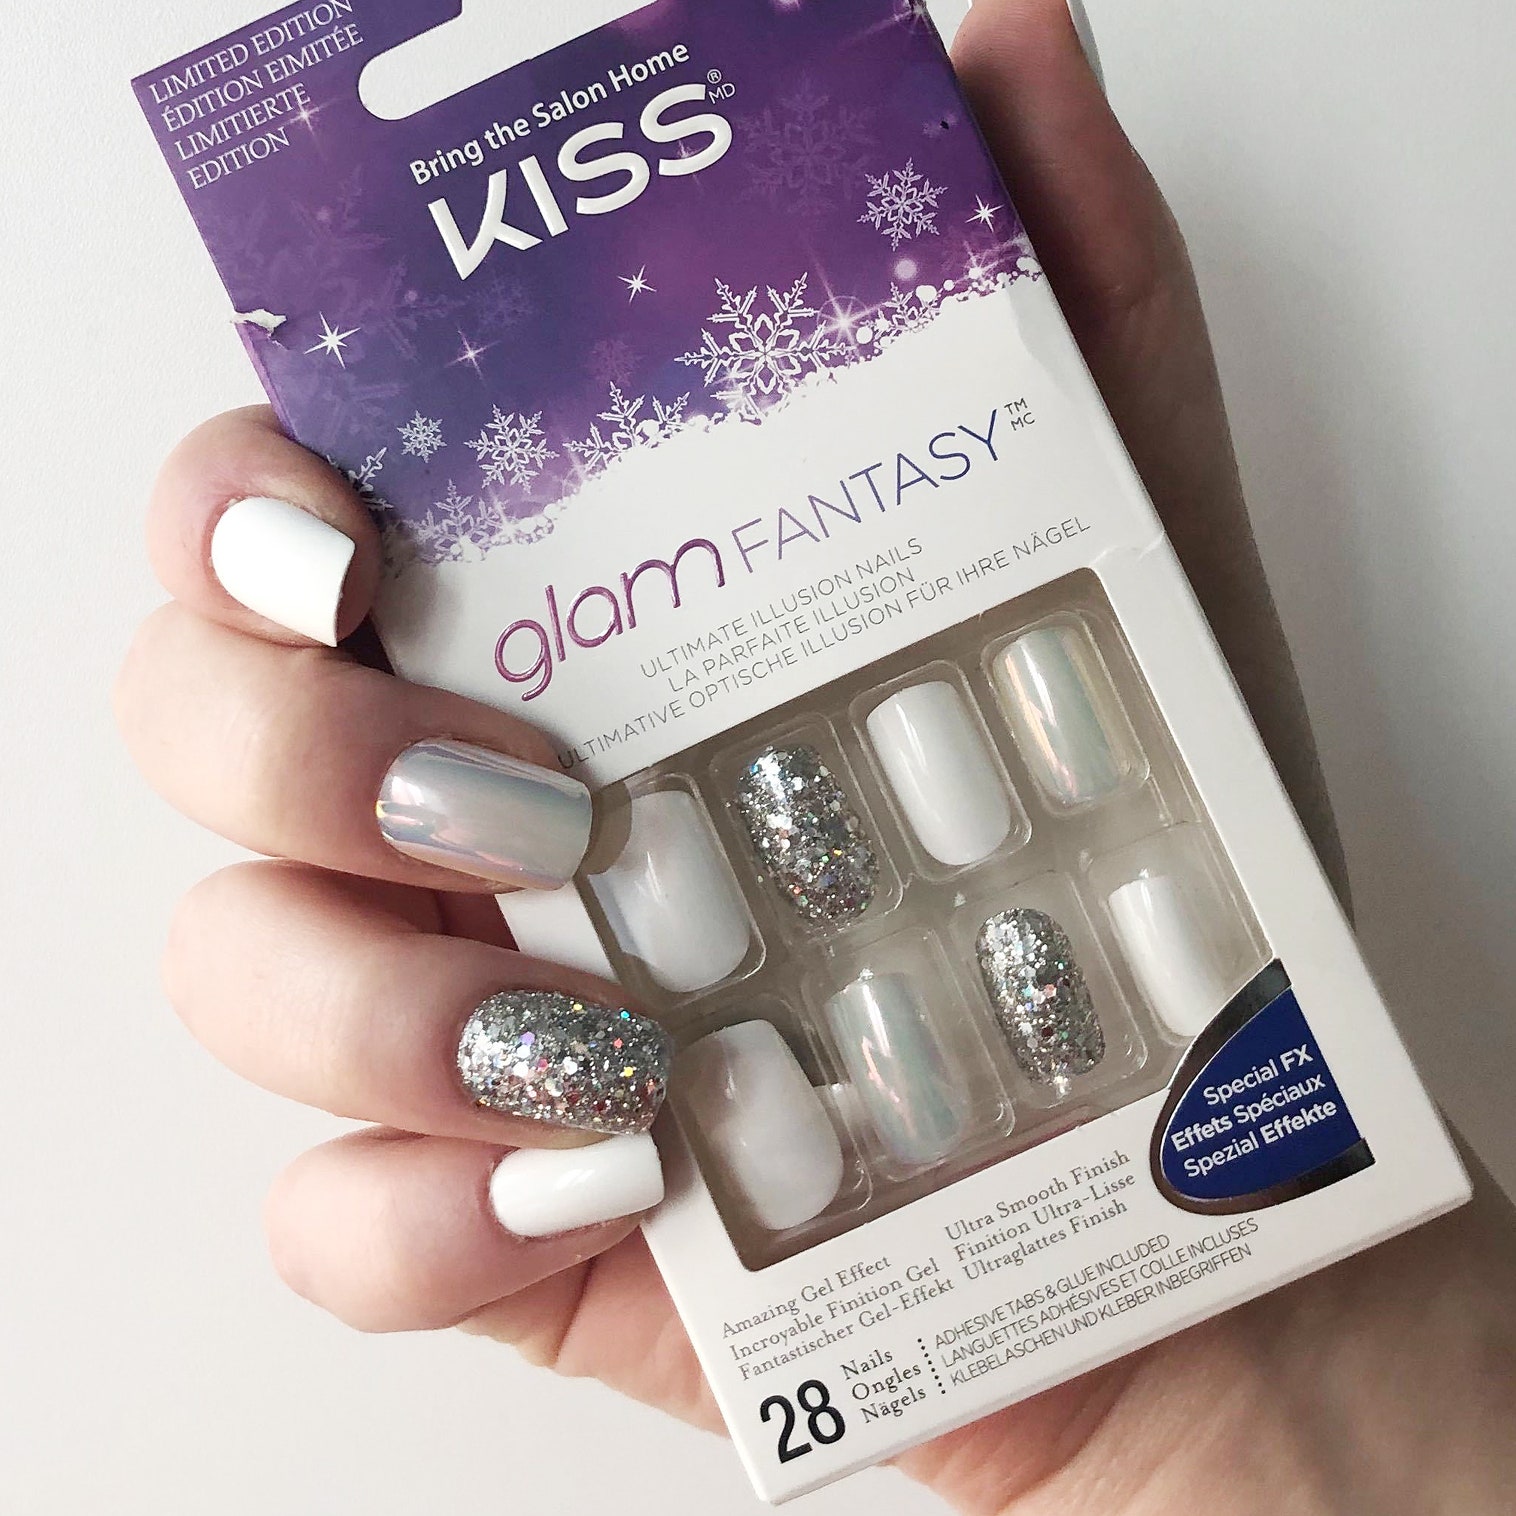 LIMITED EDITION
ÉDITION EIMITÉE
LIMITIERTE
EDITION
Bring the Salon Home
KISS®
MD
glam FANTASY™
MC
ULTIMATE ILLUSION NAILS
LA PARFAITE ILLUSION
ULTIMATIVE OPTISCHE ILLUSION FÜR IHRE NÄGEL
Special FX
Effets Spéciaux
Spezial Effekte
Amazing Gel Effect
Incroyable Finition Gel
Fantastischer Gel-Effekt
Ultra Smooth Finish
Finition Ultra-Lisse
Ultraglattes Finish
28
Nails
Ongles
Nägels
ADHESIVE TABS & GLUE INCLUDED
LANGUETTES ADHÉSIVES ET COLLE INCLUSES
KLEBELASCHEN UND KLEBER INBEGRIFFEN